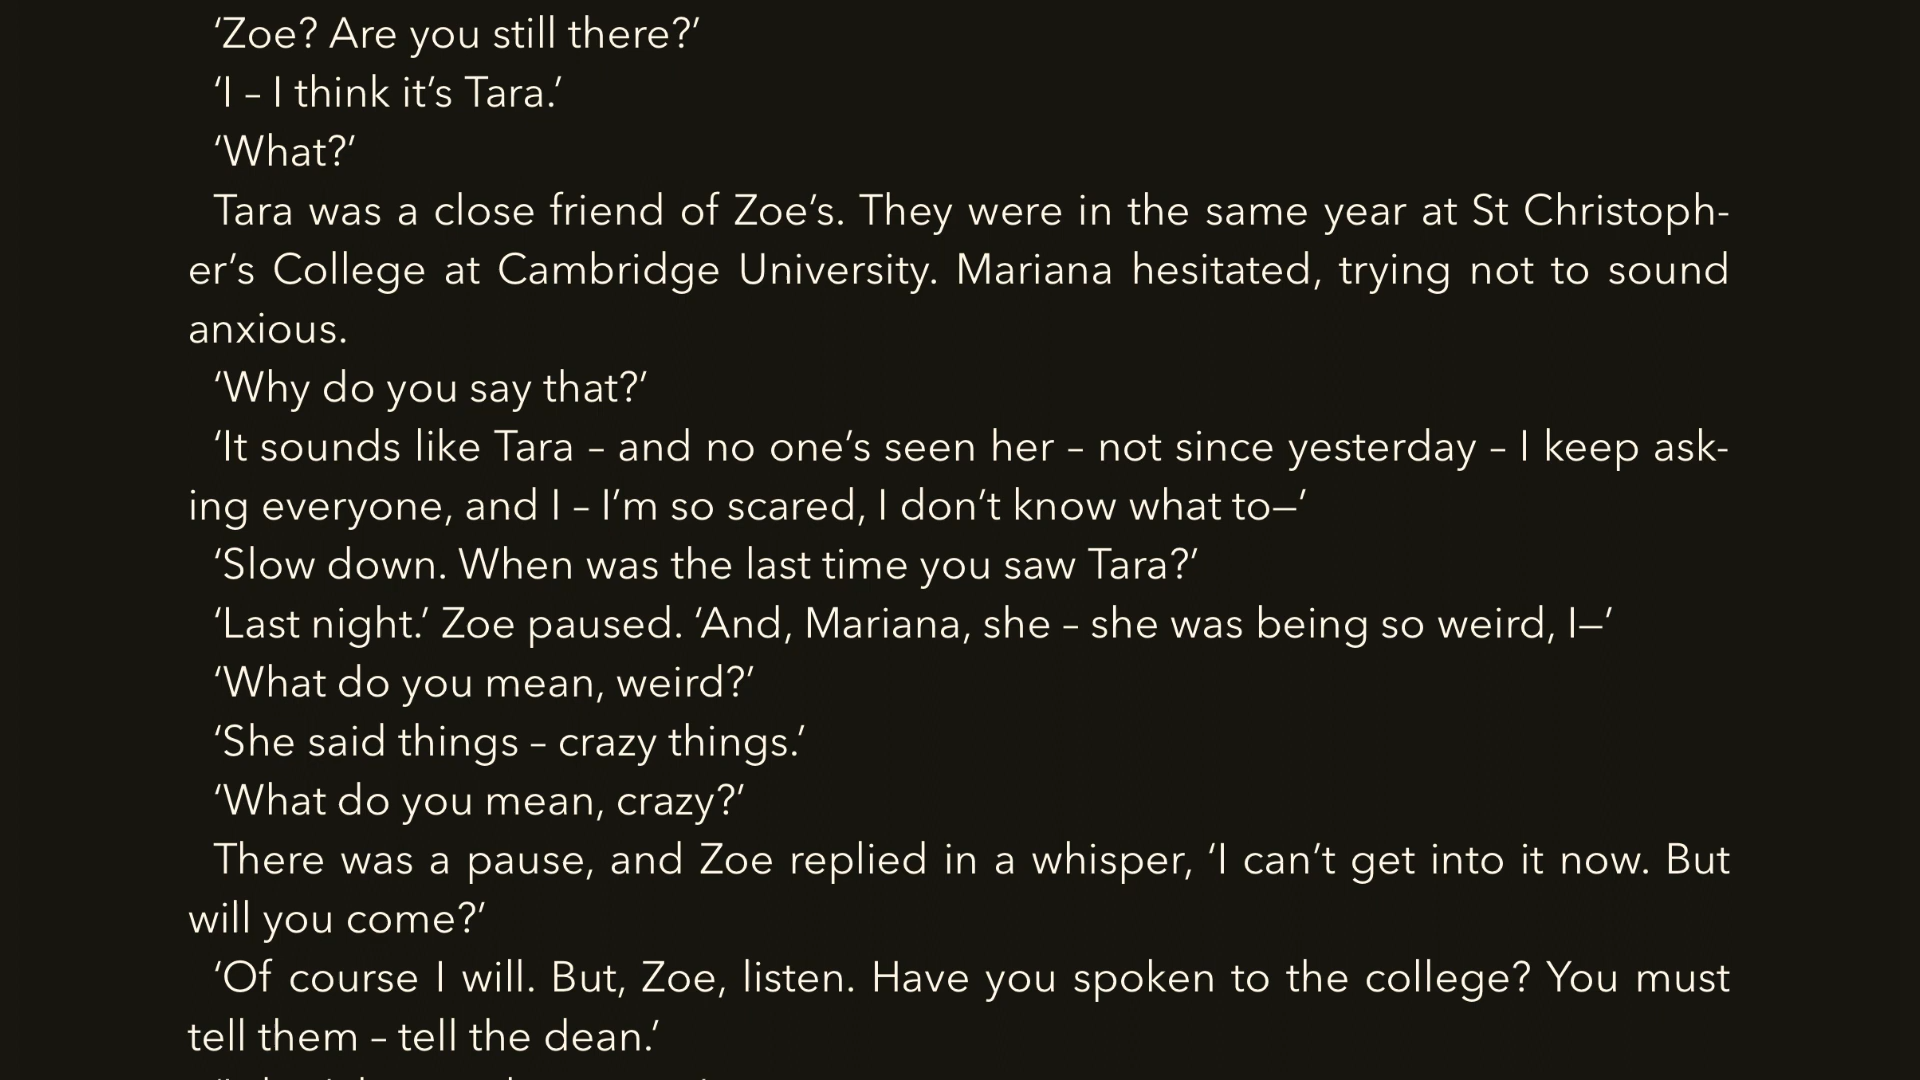 ‘Zoe? Are you still there?’
‘I – I think it’s Tara.’
‘What?’
Tara was a close friend of Zoe’s. They were in the same year at St Christoph-
er’s College at Cambridge University. Mariana hesitated, trying not to sound
anxious.
‘Why do you say that?’
‘It sounds like Tara – and no one’s seen her – not since yesterday – I keep ask-
ing everyone, and I – I’m so scared, I don’t know what to—’
‘Slow down. When was the last time you saw Tara?’
‘Last night.’ Zoe paused. ‘And, Mariana, she – she was being so weird, I—’
‘What do you mean, weird?’
‘She said things – crazy things.’
‘What do you mean, crazy?’
There was a pause, and Zoe replied in a whisper, ‘I can’t get into it now. But
will you come?’
‘Of course I will. But, Zoe, listen. Have you spoken to the college? You must
tell them – tell the dean.’